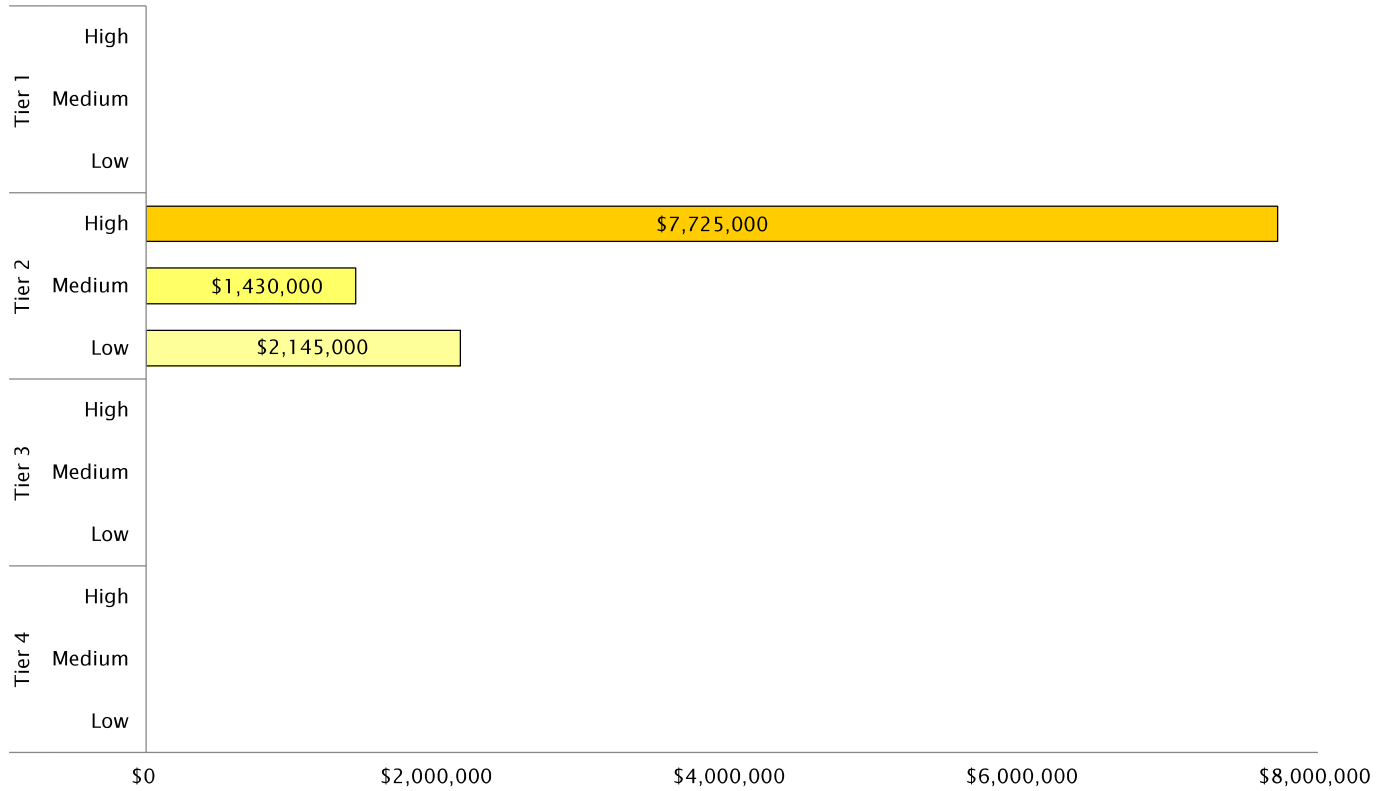 Tier 1
High
Medium
Low
Tier 2
High $7,725,000
Medium $1,430,000
Low $2,145,000
Tier 3
High
Medium
Low
Tier 4
High
Medium
Low
$0 $2,000,000 $4,000,000 $6,000,000 $8,000,000